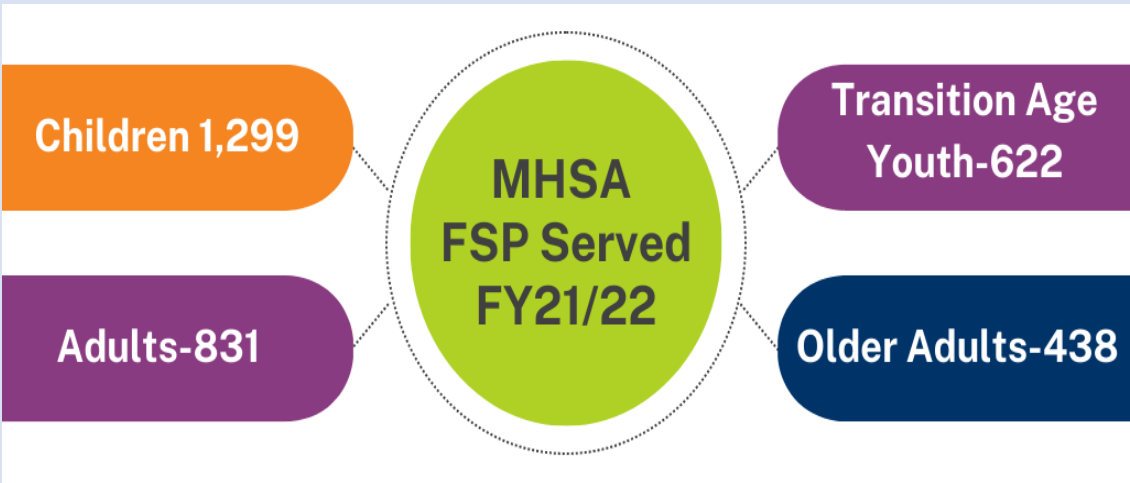 Children 1,299
Adults-831
MHSA
FSP Served
FY21/22
Transition Age
Youth-622
Older Adults-438